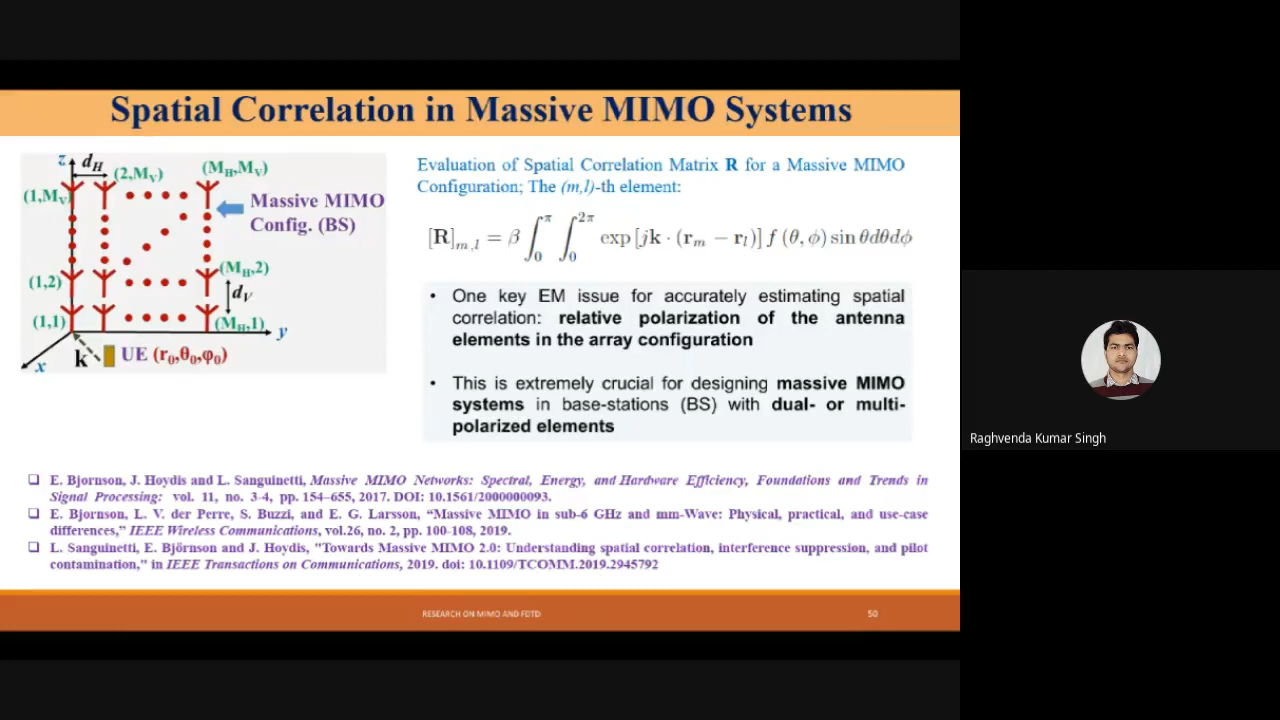 Spatial Correlation in Massive MIMO Systems
z
d_H
(2,M_V)
(M_H,M_V)
(1,M_V)
Massive MIMO
Config. (BS)
(M_H,2)
(1,2)
d_V
(1,1)
(M_H,1)
y
k
UE (r₀,θ₀,φ₀)
x
Evaluation of Spatial Correlation Matrix R for a Massive MIMO
Configuration; The (m,l)-th element:
[R]_{m,l} = β ∫_0^π ∫_0^{2π} exp [jk · (r_m − r_l)] f (θ, ϕ) sin θdθdϕ
• One key EM issue for accurately estimating spatial
correlation: relative polarization of the antenna
elements in the array configuration
• This is extremely crucial for designing massive MIMO
systems in base-stations (BS) with dual- or multi-
polarized elements
❑ E. Bjornson, J. Hoydis and L. Sanguinetti, Massive MIMO Networks: Spectral, Energy, and Hardware Efficiency, Foundations and Trends in
Signal Processing: vol. 11, no. 3-4, pp. 154–655, 2017. DOI: 10.1561/2000000093.
❑ E. Bjornson, L. V. der Perre, S. Buzzi, and E. G. Larsson, “Massive MIMO in sub-6 GHz and mm-Wave: Physical, practical, and use-case
differences,” IEEE Wireless Communications, vol.26, no. 2, pp. 100-108, 2019.
❑ L. Sanguinetti, E. Björnson and J. Hoydis, "Towards Massive MIMO 2.0: Understanding spatial correlation, interference suppression, and pilot
contamination," in IEEE Transactions on Communications, 2019. doi: 10.1109/TCOMM.2019.2945792
RESEARCH ON MIMO AND FDTD
50
Raghvenda Kumar Singh